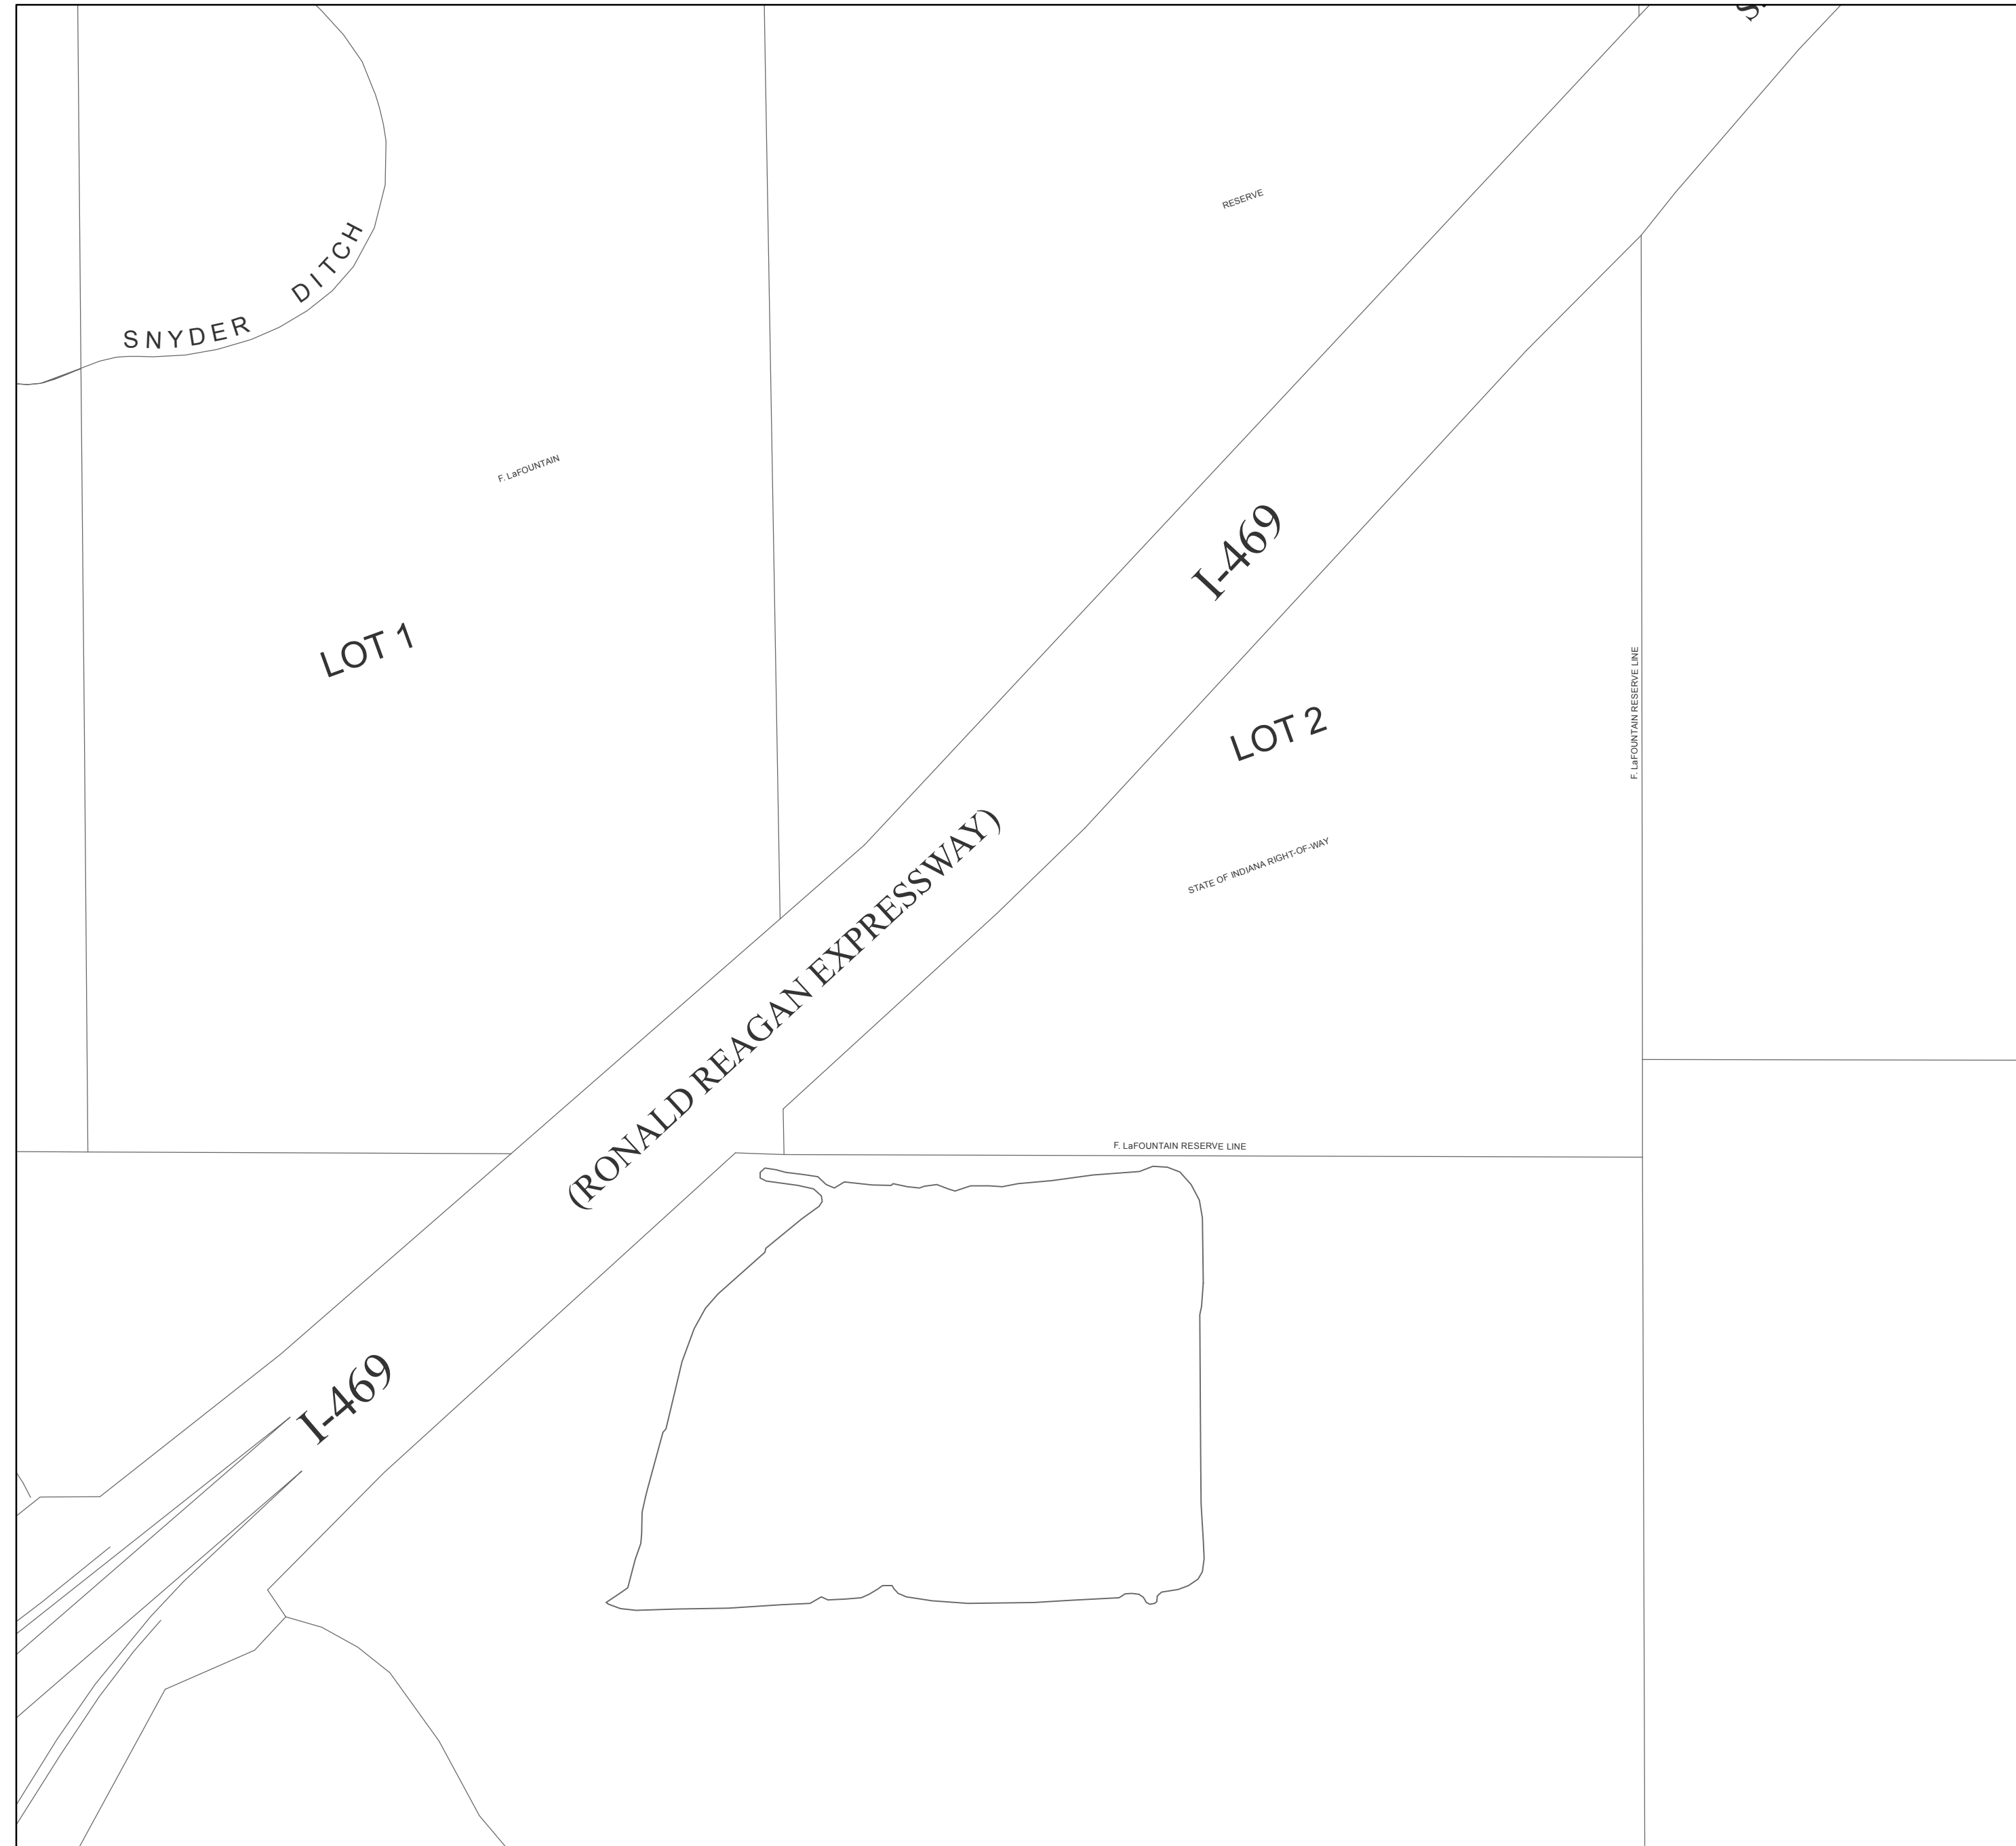 RESERVE
SNYDER DITCH
F. LaFOUNTAIN
I-469
LOT 1
LOT 2
F. LaFOUNTAIN RESERVE LINE
STATE OF INDIANA RIGHT-OF-WAY
(RONALD REAGAN EXPRESSWAY)
F. LaFOUNTAIN RESERVE LINE
I-469